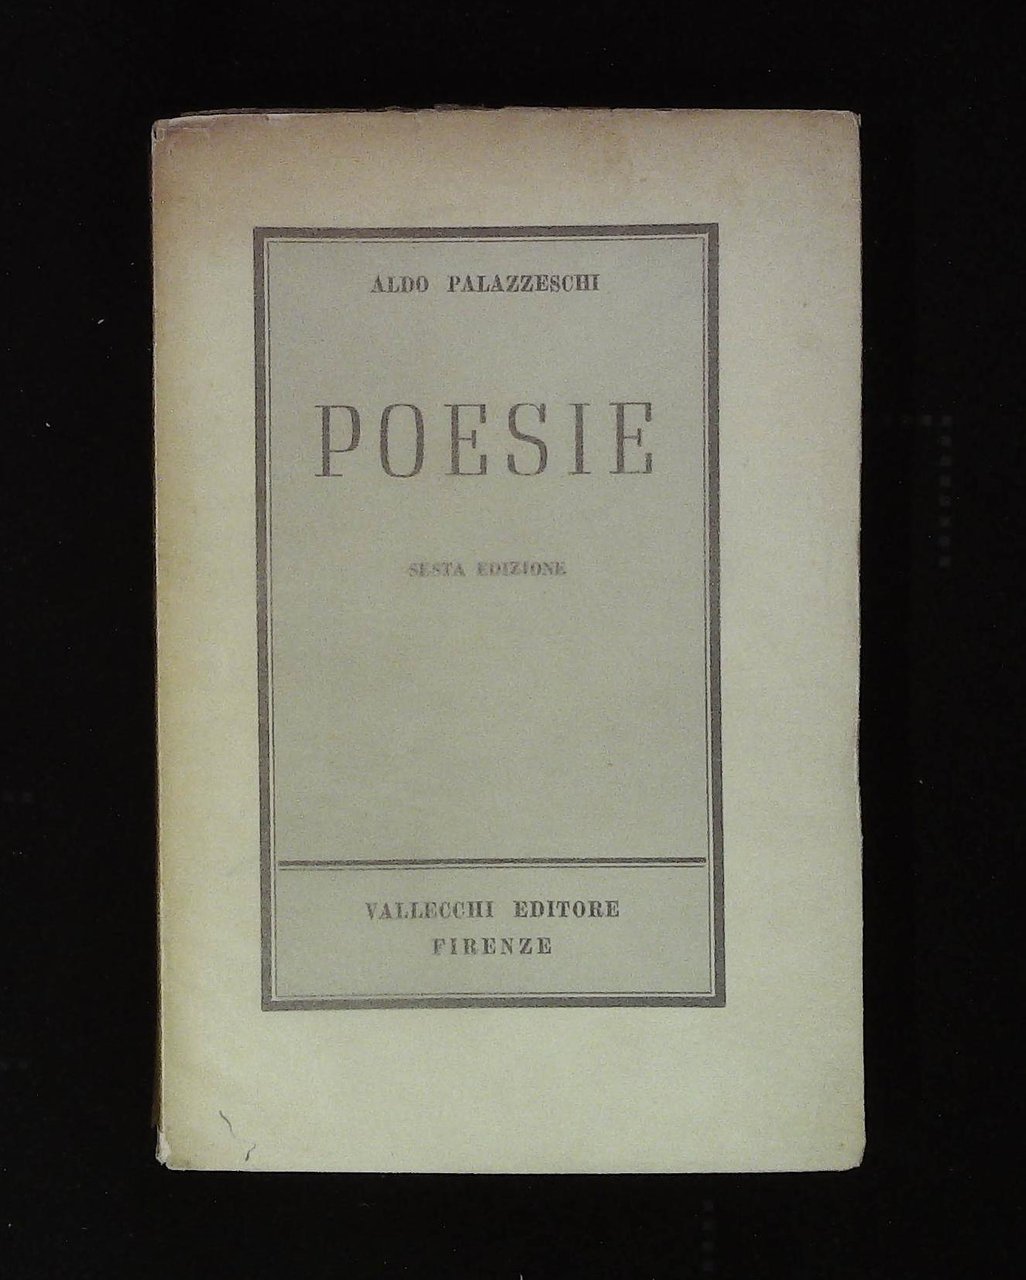 ALDO PALAZZESCHI
POESIE
SESTA EDIZIONE
VALLECCHI EDITORE
FIRENZE